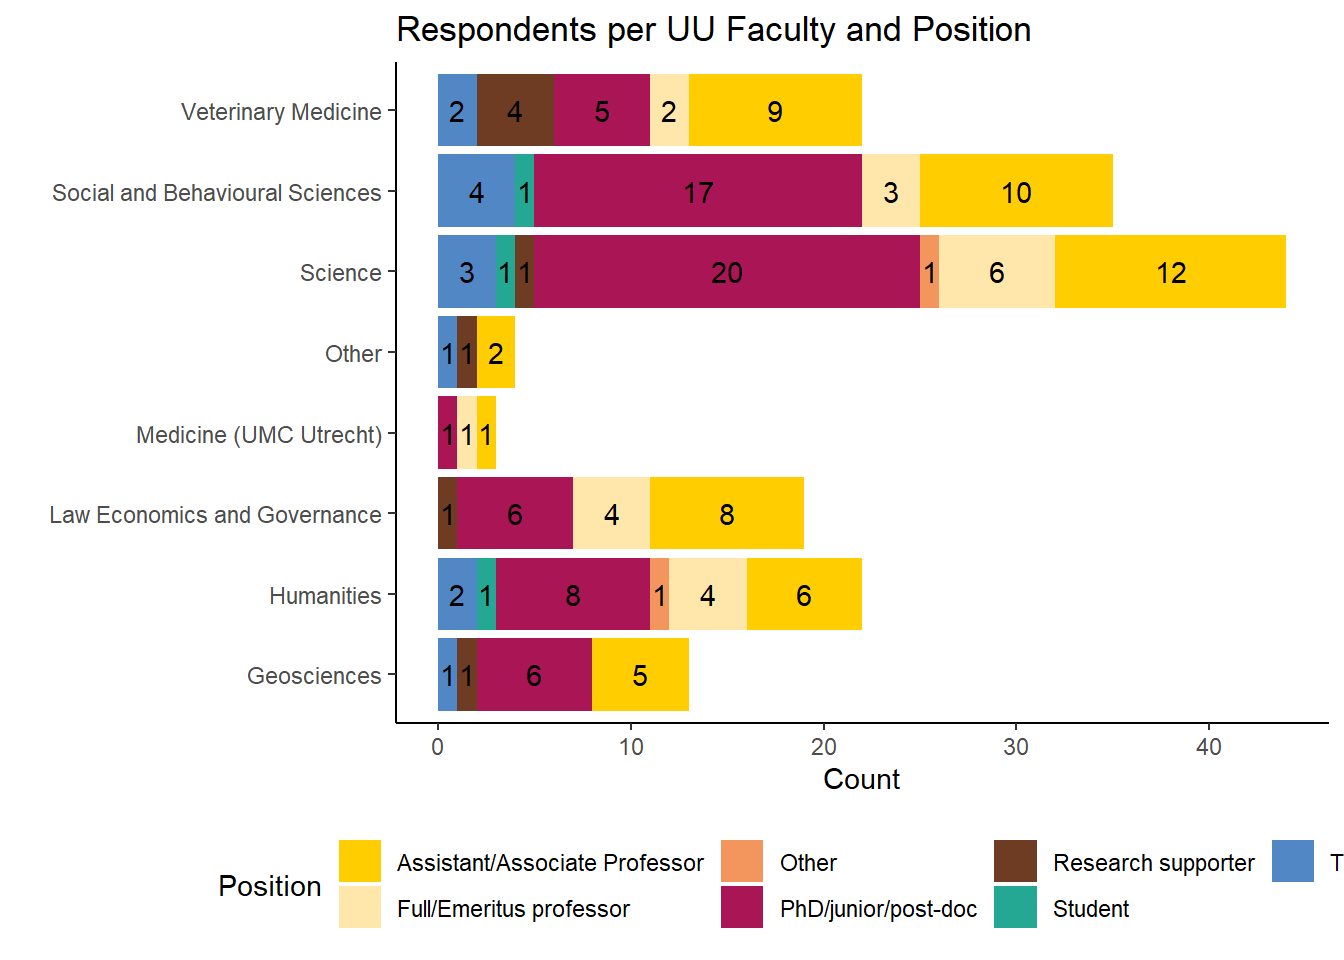 Respondents per UU Faculty and Position
Veterinary Medicine 2 4 5 2 9
Social and Behavioural Sciences 4 1 17 3 10
Science 3 1 1 20 1 6 12
Other 1 1 2
Medicine (UMC Utrecht) 1 1 1
Law Economics and Governance 1 6 4 8
Humanities 2 1 8 1 4 6
Geosciences 1 1 6 5
0 10 20 30 40
Count
Position
Assistant/Associate Professor Other Research supporter T
Full/Emeritus professor PhD/junior/post-doc Student